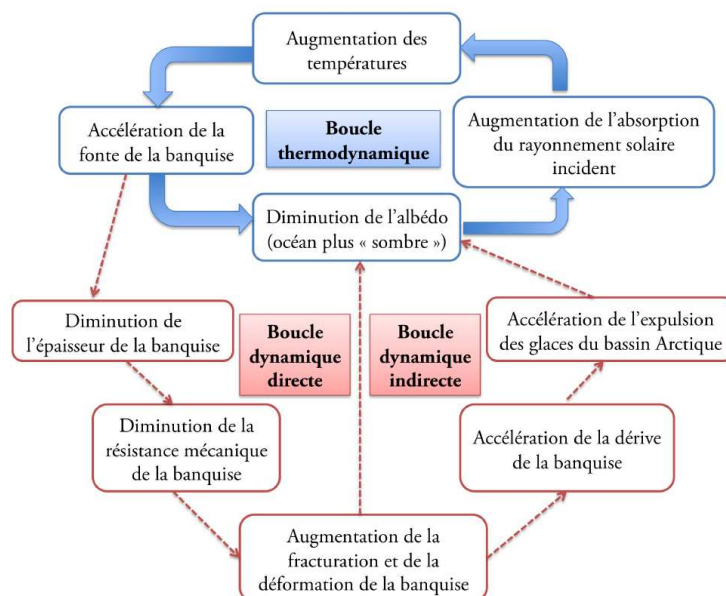 Augmentation des
températures
Accélération de la
fonte de la banquise
Boucle
thermodynamique
Augmentation de l’absorption
du rayonnement solaire
incident
Diminution de l’albédo
(océan plus « sombre »)
Diminution de
l’épaisseur de la banquise
Boucle
dynamique
directe
Boucle
dynamique
indirecte
Accélération de l’expulsion
des glaces du bassin Arctique
Diminution de la
résistance mécanique
de la banquise
Accélération de la dérive
de la banquise
Augmentation de la
fracturation et de la
déformation de la banquise